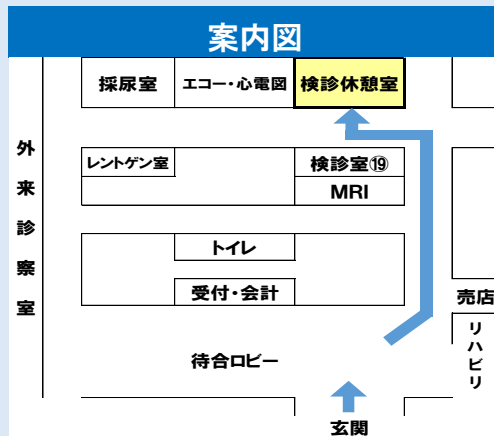 案内図
採尿室
エコー・心電図
検診休憩室
外来診察室
レントゲン室
検診室⑲
MRI
トイレ
受付・会計
売店
リハビリ
待合ロビー
玄関